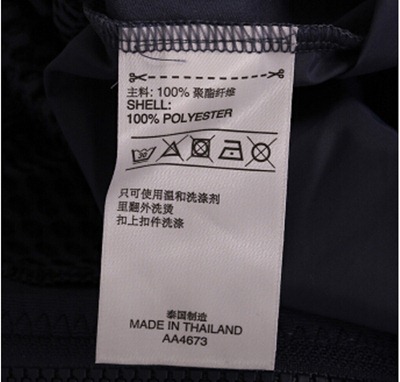 主料: 100% 聚酯纤维
SHELL:
100% POLYESTER
30
只可使用温和洗涤剂
里翻外洗烫
扣上扣件洗涤
泰国制造
MADE IN THAILAND
AA4673